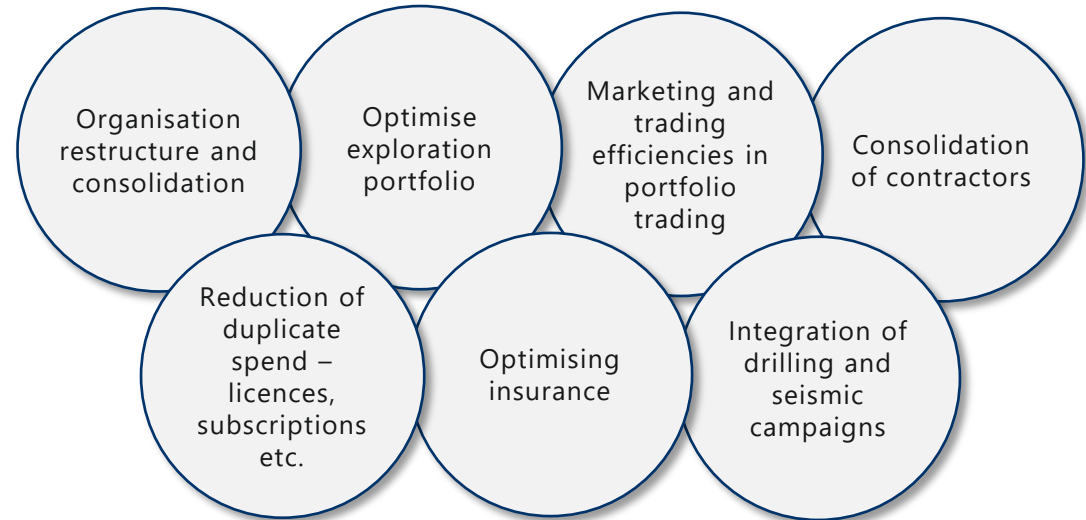 Organisation
restructure and
consolidation
Optimise
exploration
portfolio
Marketing and
trading
efficiencies in
portfolio
trading
Consolidation
of contractors
Reduction of
duplicate
spend –
licences,
subscriptions
etc.
Optimising
insurance
Integration of
drilling and
seismic
campaigns